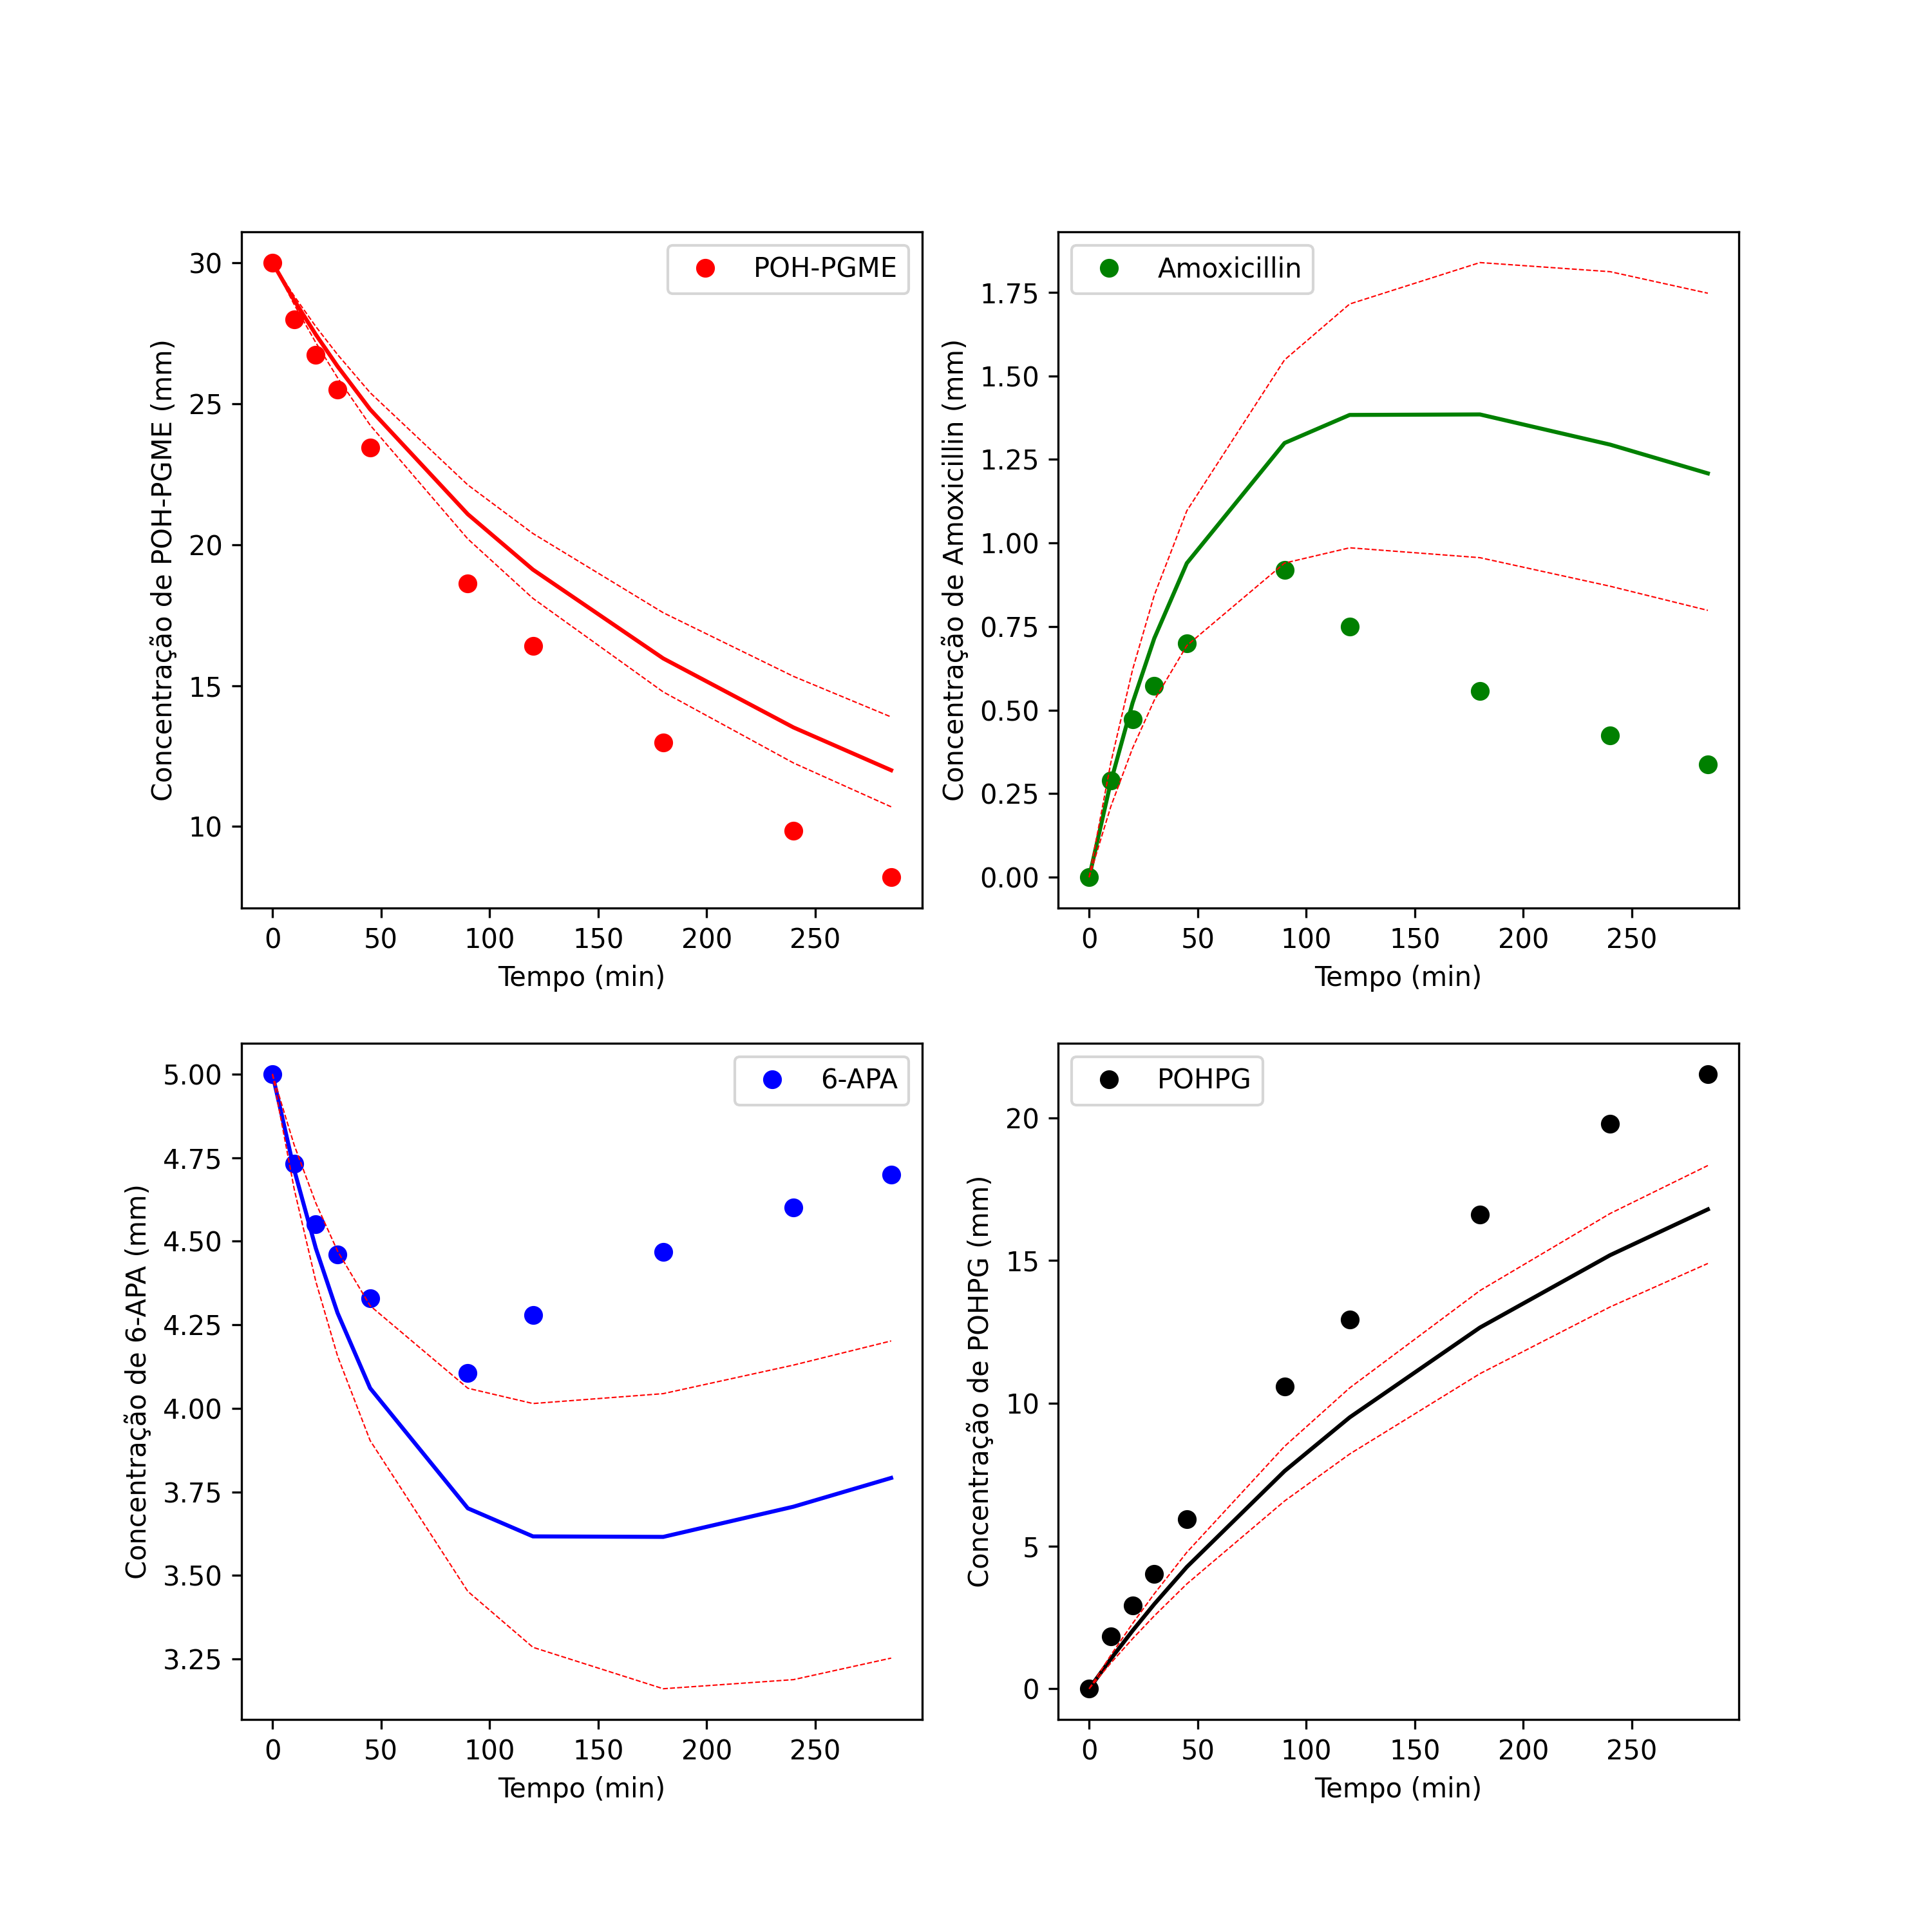 POH-PGME
Concentração de POH-PGME (mm)
30
25
20
15
10
0 50 100 150 200 250
Tempo (min)
Amoxicillin
Concentração de Amoxicillin (mm)
1.75
1.50
1.25
1.00
0.75
0.50
0.25
0.00
0 50 100 150 200 250
Tempo (min)
6-APA
Concentração de 6-APA (mm)
5.00
4.75
4.50
4.25
4.00
3.75
3.50
3.25
0 50 100 150 200 250
Tempo (min)
POHPG
Concentração de POHPG (mm)
20
15
10
5
0
0 50 100 150 200 250
Tempo (min)